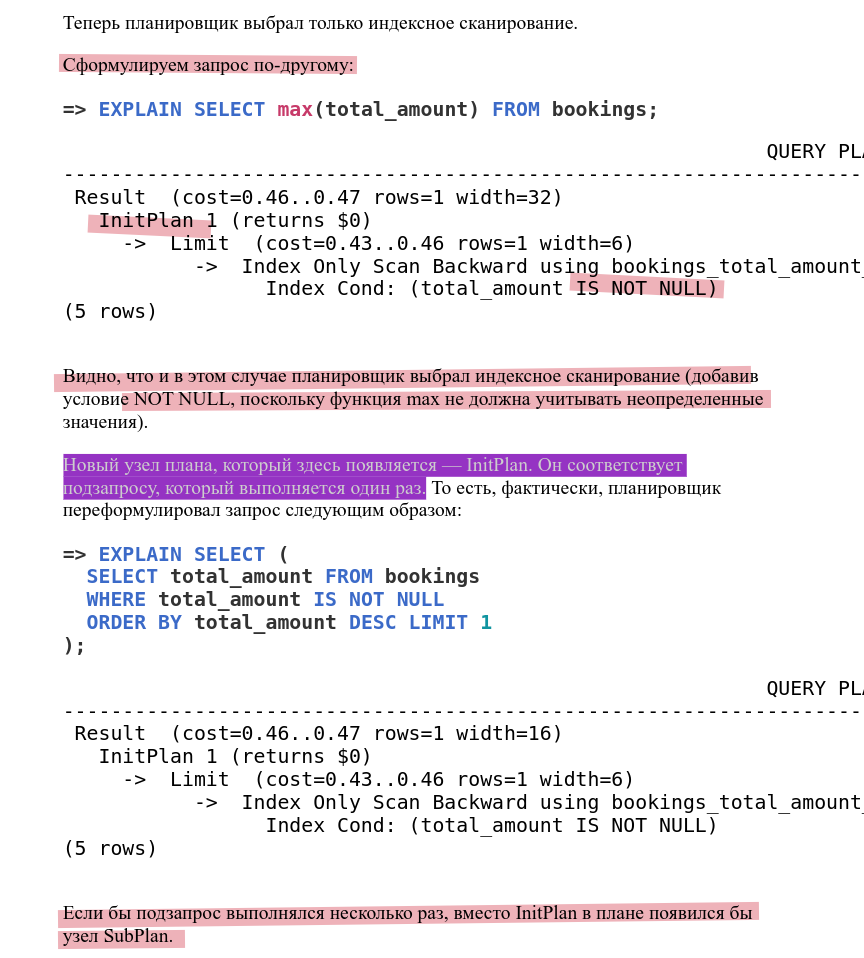 Теперь планировщик выбрал только индексное сканирование.
Сформулируем запрос по-другому:
=> EXPLAIN SELECT max(total_amount) FROM bookings;
QUERY PLA
--------------------------------------------------------------------
Result  (cost=0.46..0.47 rows=1 width=32)
InitPlan 1 (returns $0)
->  Limit  (cost=0.43..0.46 rows=1 width=6)
->  Index Only Scan Backward using bookings_total_amount_
Index Cond: (total_amount IS NOT NULL)
(5 rows)
Видно, что и в этом случае планировщик выбрал индексное сканирование (добавив
условие NOT NULL, поскольку функция max не должна учитывать неопределенные
значения).
Новый узел плана, который здесь появляется — InitPlan. Он соответствует
подзапросу, который выполняется один раз. То есть, фактически, планировщик
переформулировал запрос следующим образом:
=> EXPLAIN SELECT (
SELECT total_amount FROM bookings
WHERE total_amount IS NOT NULL
ORDER BY total_amount DESC LIMIT 1
);
QUERY PLA
--------------------------------------------------------------------
Result  (cost=0.46..0.47 rows=1 width=16)
InitPlan 1 (returns $0)
->  Limit  (cost=0.43..0.46 rows=1 width=6)
->  Index Only Scan Backward using bookings_total_amount_
Index Cond: (total_amount IS NOT NULL)
(5 rows)
Если бы подзапрос выполнялся несколько раз, вместо InitPlan в плане появился бы
узел SubPlan.